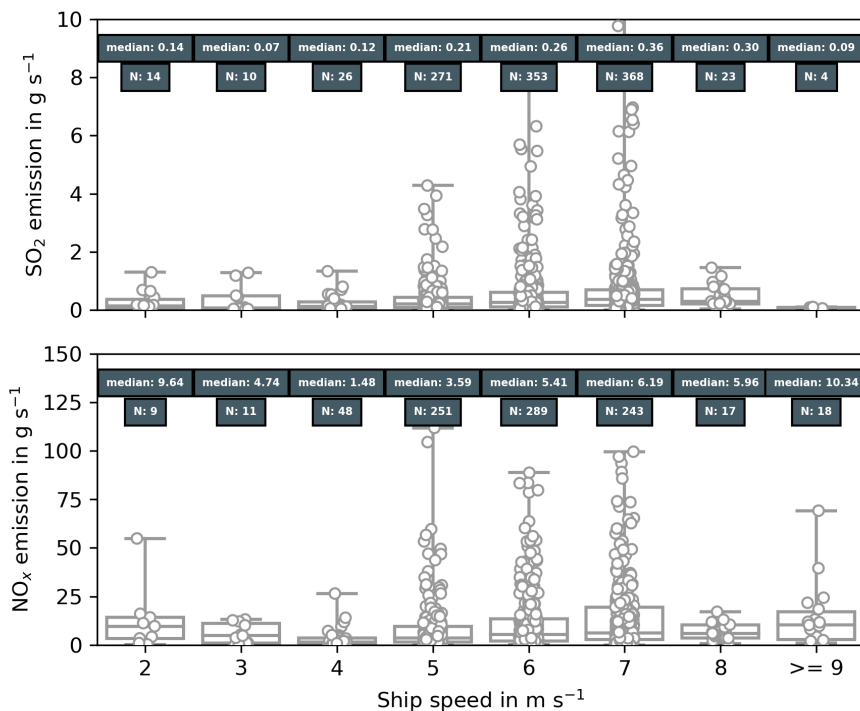 10
median: 0.14 median: 0.07 median: 0.12 median: 0.21 median: 0.26 median: 0.36 median: 0.30 median: 0.09
N: 14 N: 10 N: 26 N: 271 N: 353 N: 368 N: 23 N: 4
8
6
4
2
0
SO₂ emission in g s⁻¹
150
median: 9.64 median: 4.74 median: 1.48 median: 3.59 median: 5.41 median: 6.19 median: 5.96 median: 10.34
125
N: 9 N: 11 N: 48 N: 251 N: 289 N: 243 N: 17 N: 18
100
75
50
25
0
NOₓ emission in g s⁻¹
2 3 4 5 6 7 8 >= 9
Ship speed in m s⁻¹